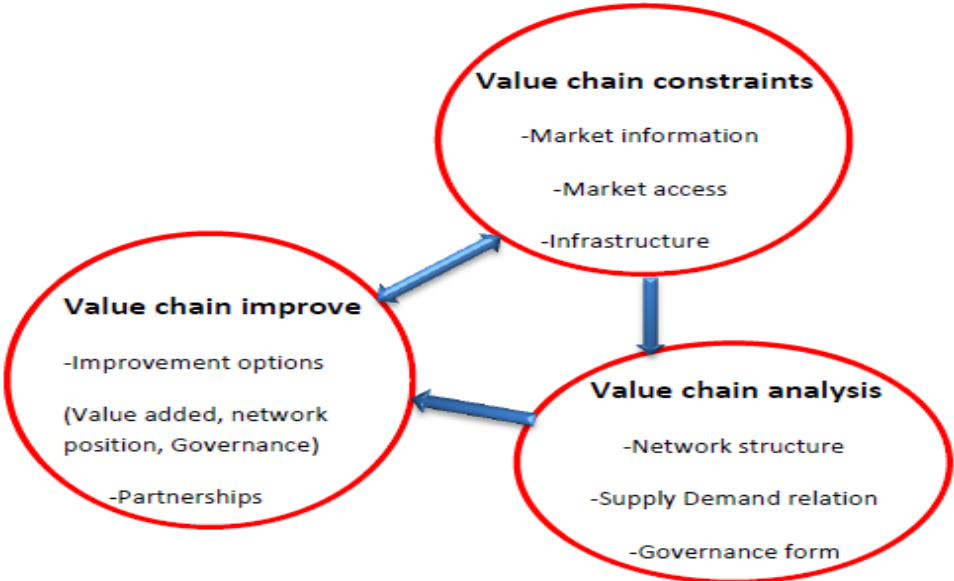 Value chain constraints
-Market information
-Market access
-Infrastructure
Value chain improve
-Improvement options
(Value added, network
position, Governance)
-Partnerships
Value chain analysis
-Network structure
-Supply Demand relation
-Governance form